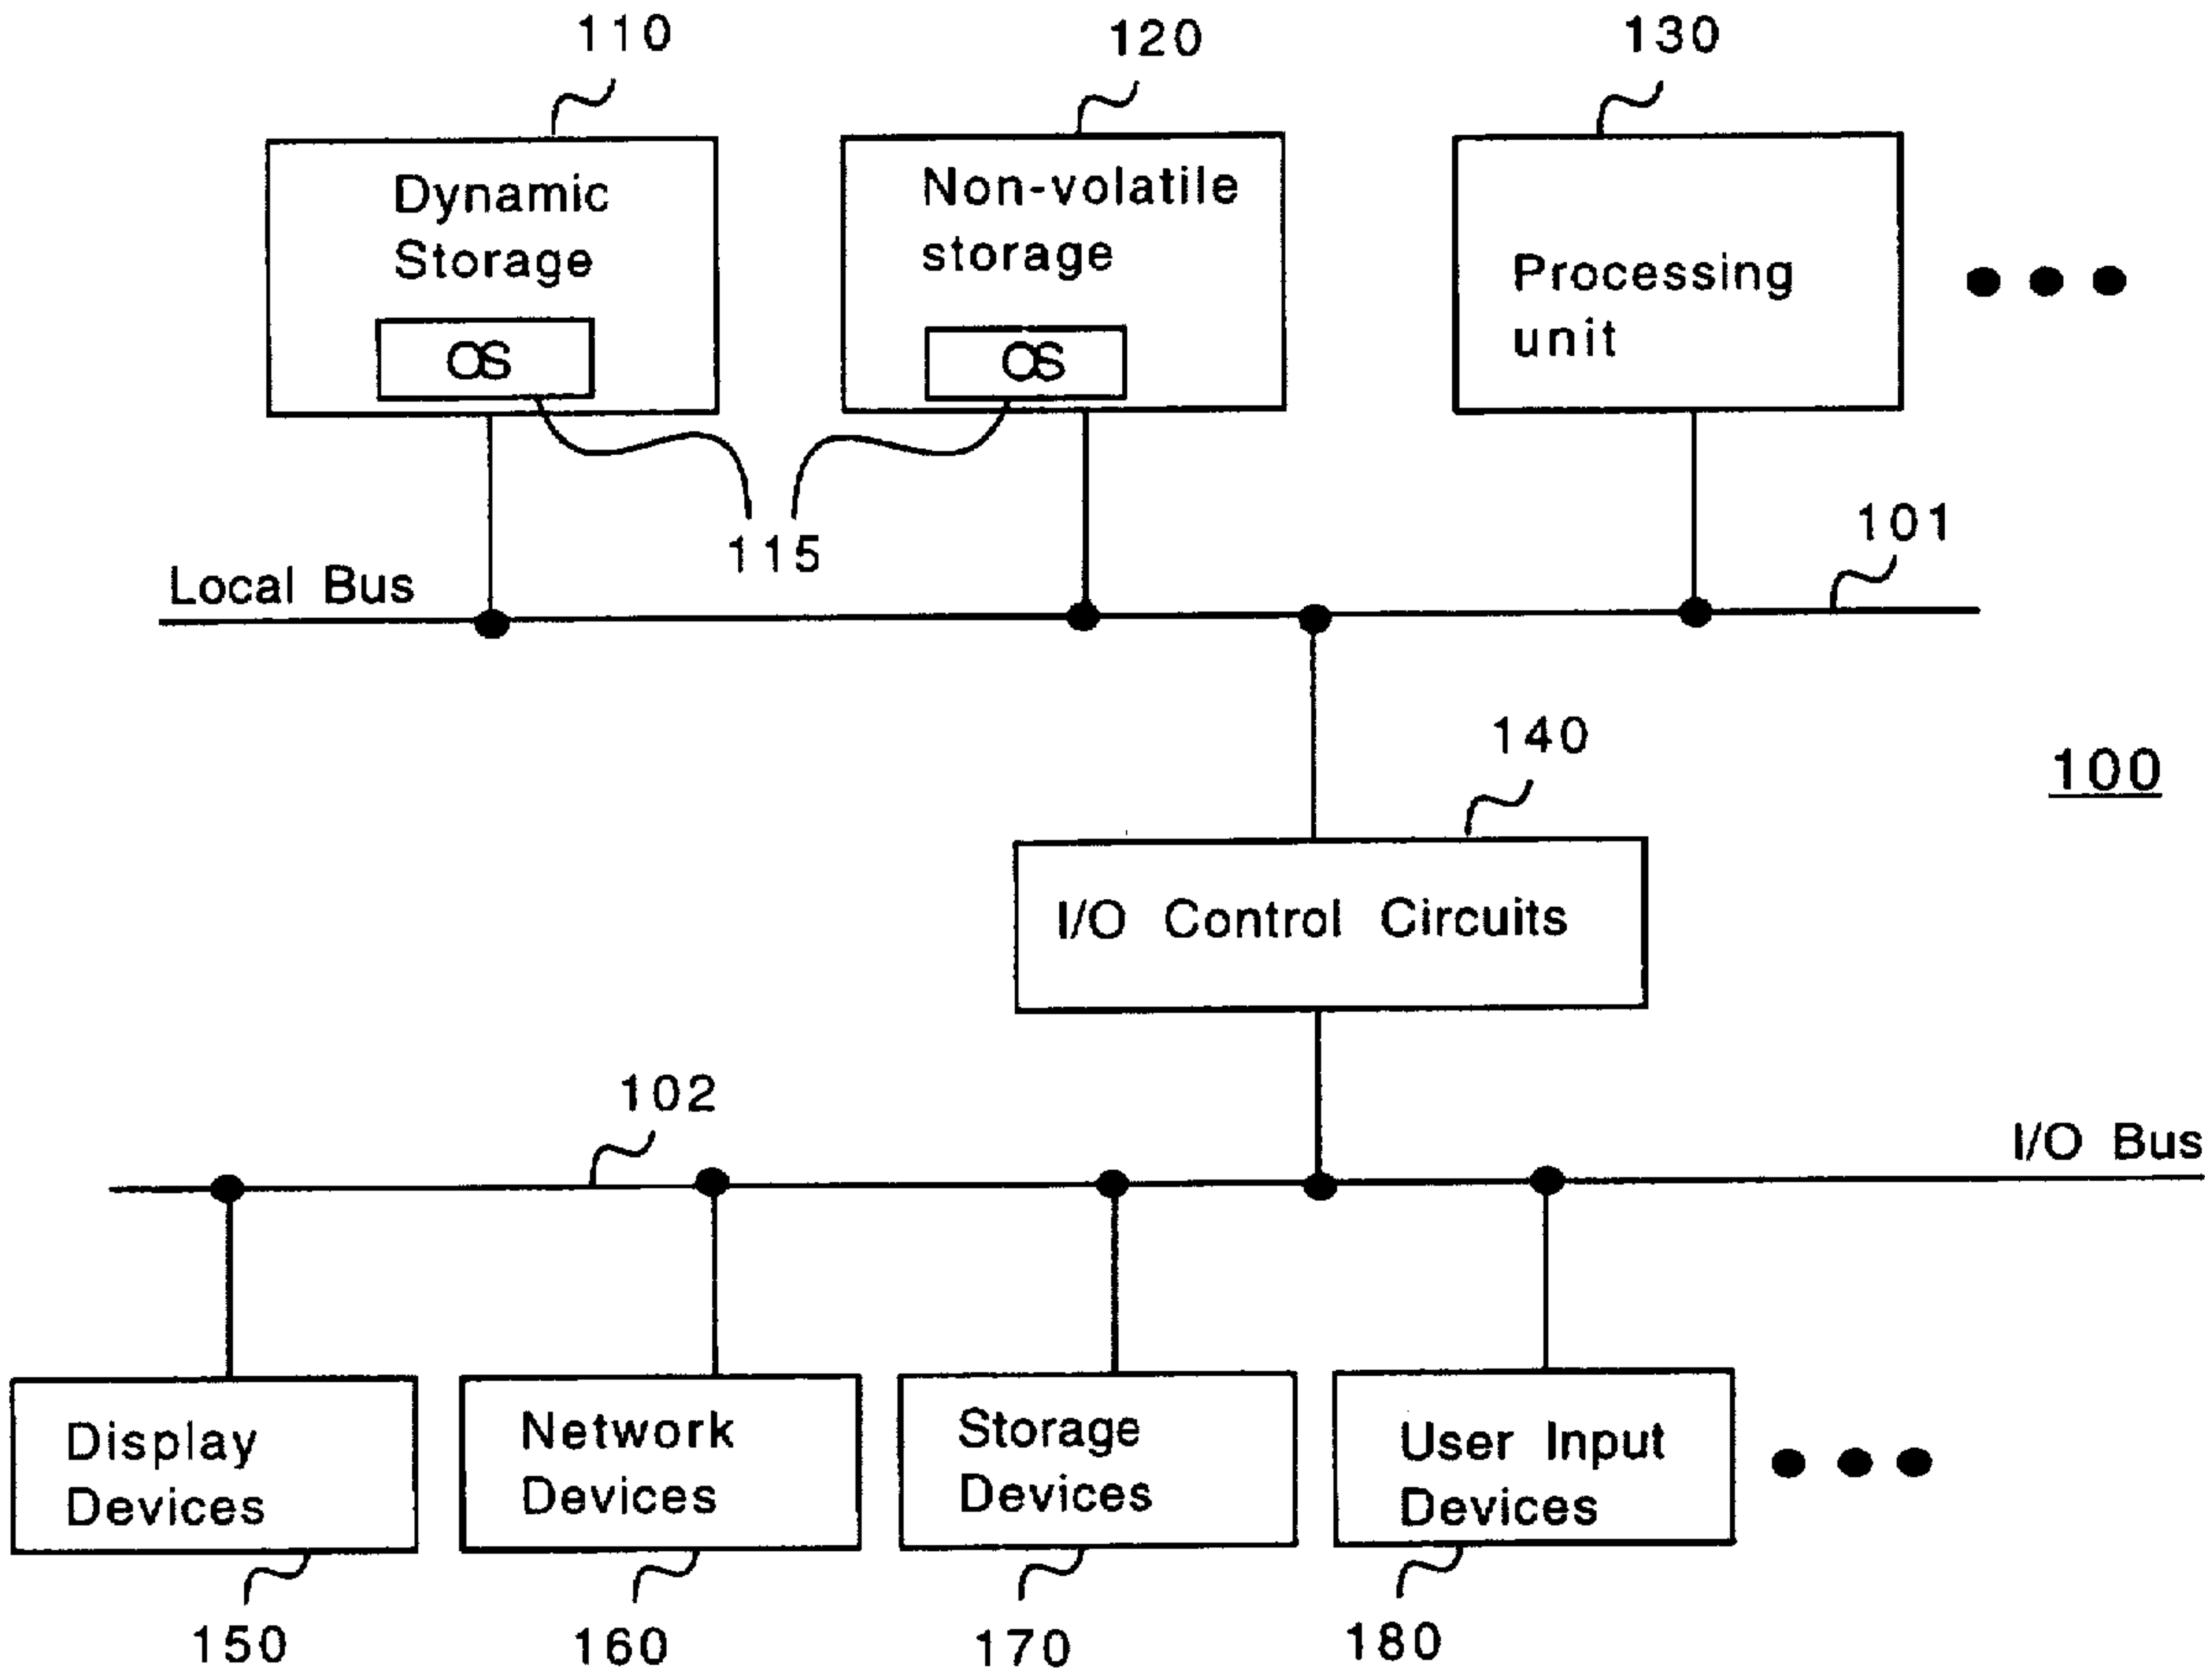 110
120
130
Dynamic
Storage
OS
Non-volatile
storage
OS
Processing
unit
115
101
Local Bus
140
100
I/O Control Circuits
102
I/O Bus
Display
Devices
Network
Devices
Storage
Devices
User Input
Devices
150
160
170
180